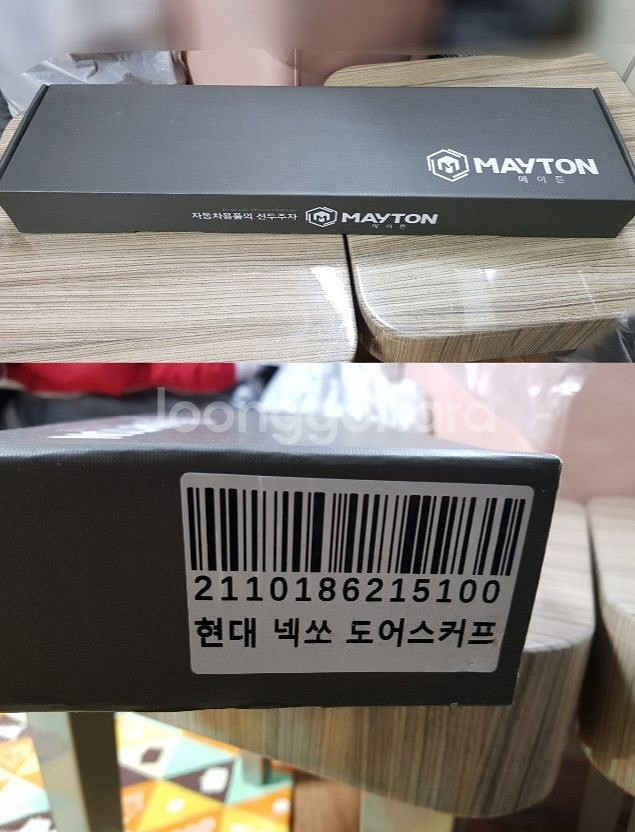 MAYTON
메이튼
자동차용품의 선두주자 MAYTON
메이튼
Joonggonara
2110186215100
현대 넥쏘 도어스커프